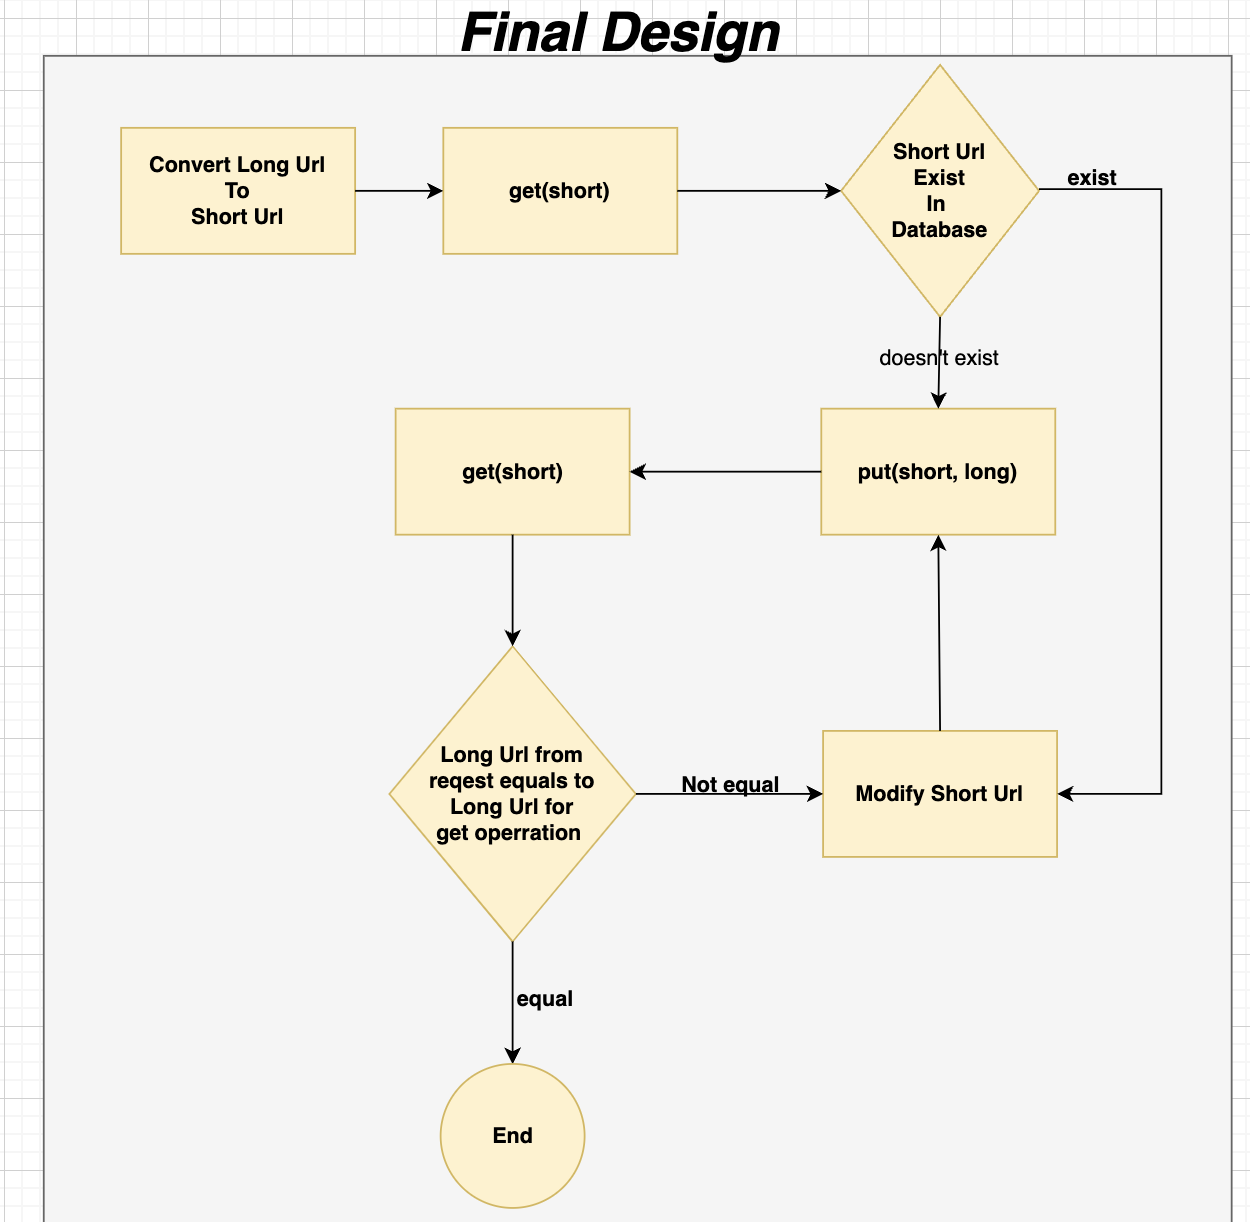 Final Design
Convert Long Url
To
Short Url
get(short)
Short Url
Exist
In
Database
exist
doesn't exist
get(short)
put(short, long)
Long Url from
reqest equals to
Long Url for
get operration
Not equal
Modify Short Url
equal
End